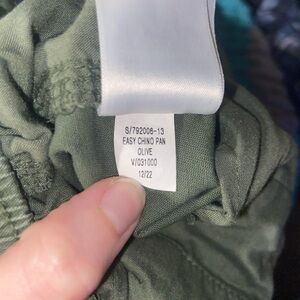 S/792006-13
EASY CHINO PAN
OLIVE
V/031000
12/22